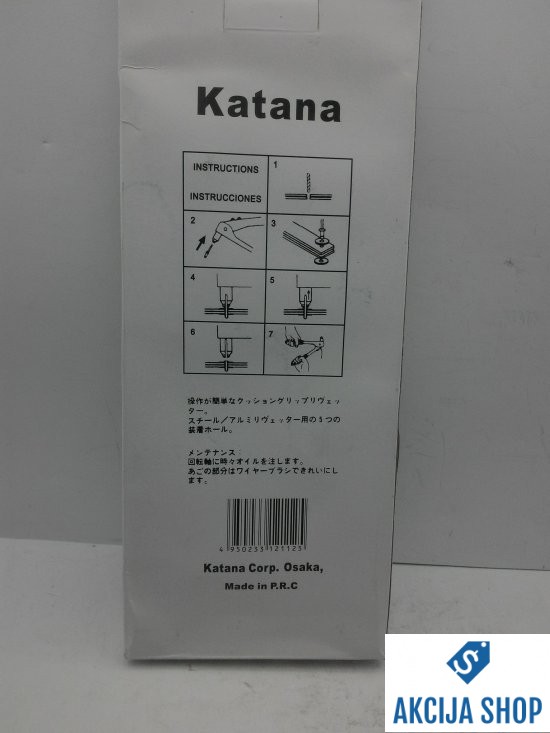 Katana
INSTRUCTIONS
INSTRUCCIONES
1
2
3
4
5
6
7
操作が簡単なクッショングリップリヴェッ
ター。
スチール／アルミリヴェッター用の5つの
装着ホール。
メンテナンス：
回転軸に時々オイルを注します。
あごの部分はワイヤーブラシできれいにし
ます。
4 950233 121123
Katana Corp. Osaka,
Made in P.R.C
AKCIJA SHOP